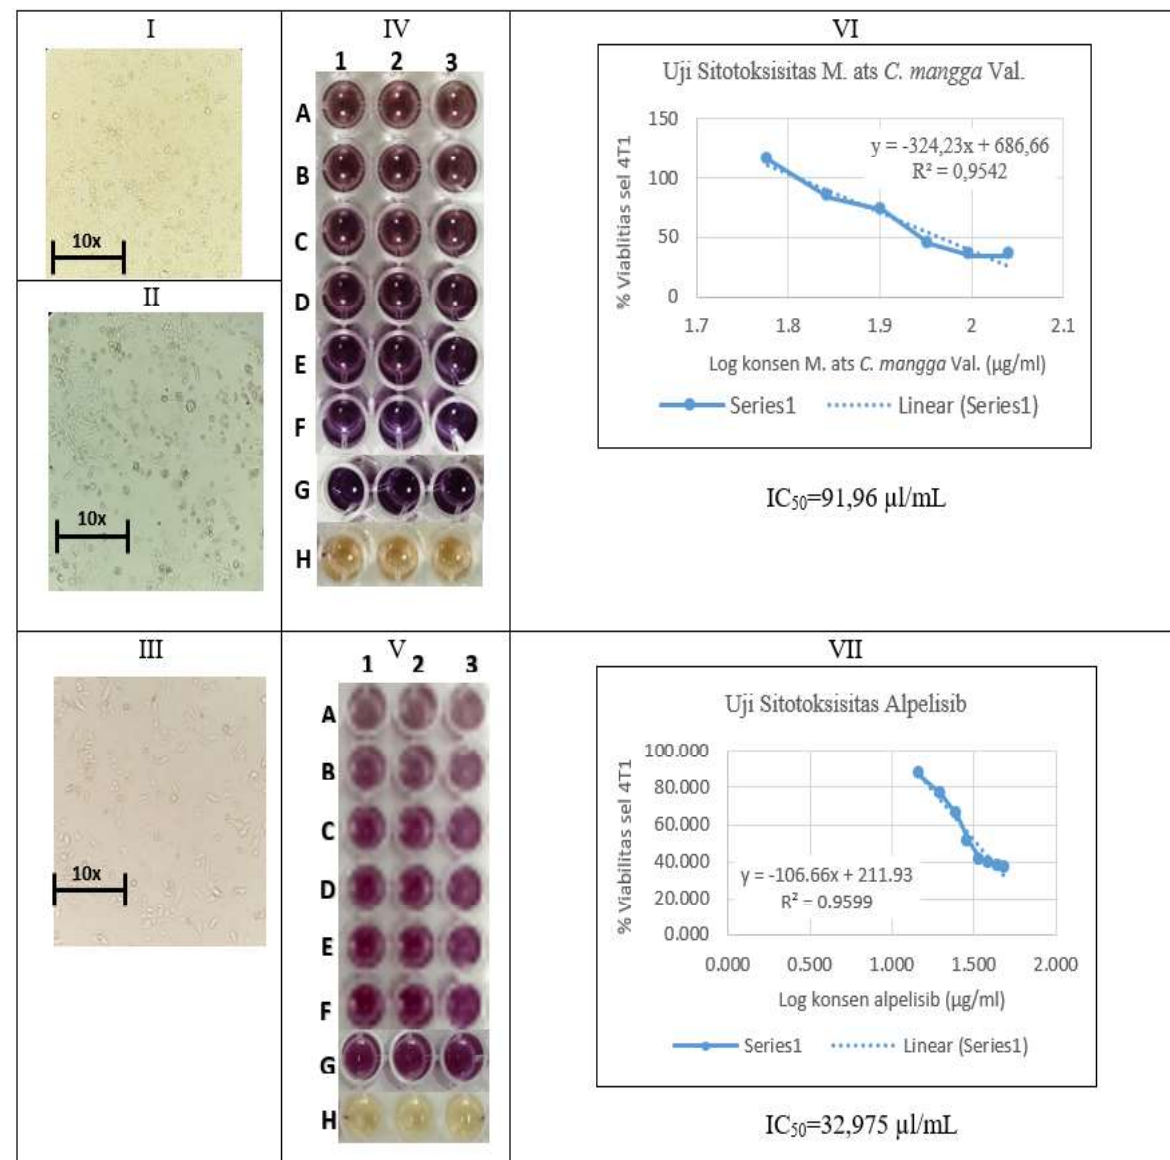 I
10x
II
10x
III
10x
IV
1 2 3
A
B
C
D
E
F
G
H
V
1 2 3
A
B
C
D
E
F
G
H
VI
Uji Sitotoksisitas M. ats C. mangga Val.
% Viablitias sel 4T1
150
100
50
0
y = -324,23x + 686,66
R² = 0,9542
1.7 1.8 1.9 2 2.1
Log konsen M. ats C. mangga Val. (µg/ml)
Series1 Linear (Series1)
IC₅₀=91,96 µl/mL
VII
Uji Sitotoksisitas Alpelisib
% Viabilitas sel 4T1
100.000
80.000
60.000
40.000
20.000
0.000
y = -106.66x + 211.93
R² = 0.9599
0.000 0.500 1.000 1.500 2.000
Log konsen alpelisib (µg/ml)
Series1 Linear (Series1)
IC₅₀=32,975 µl/mL